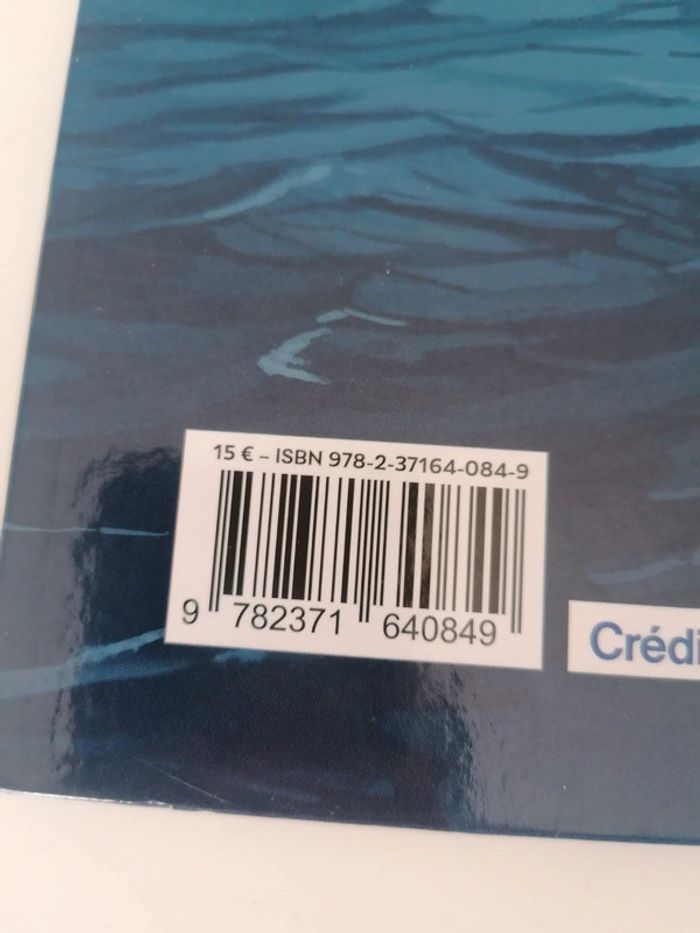 15 € – ISBN 978-2-37164-084-9
9 782371 640849
Crédi